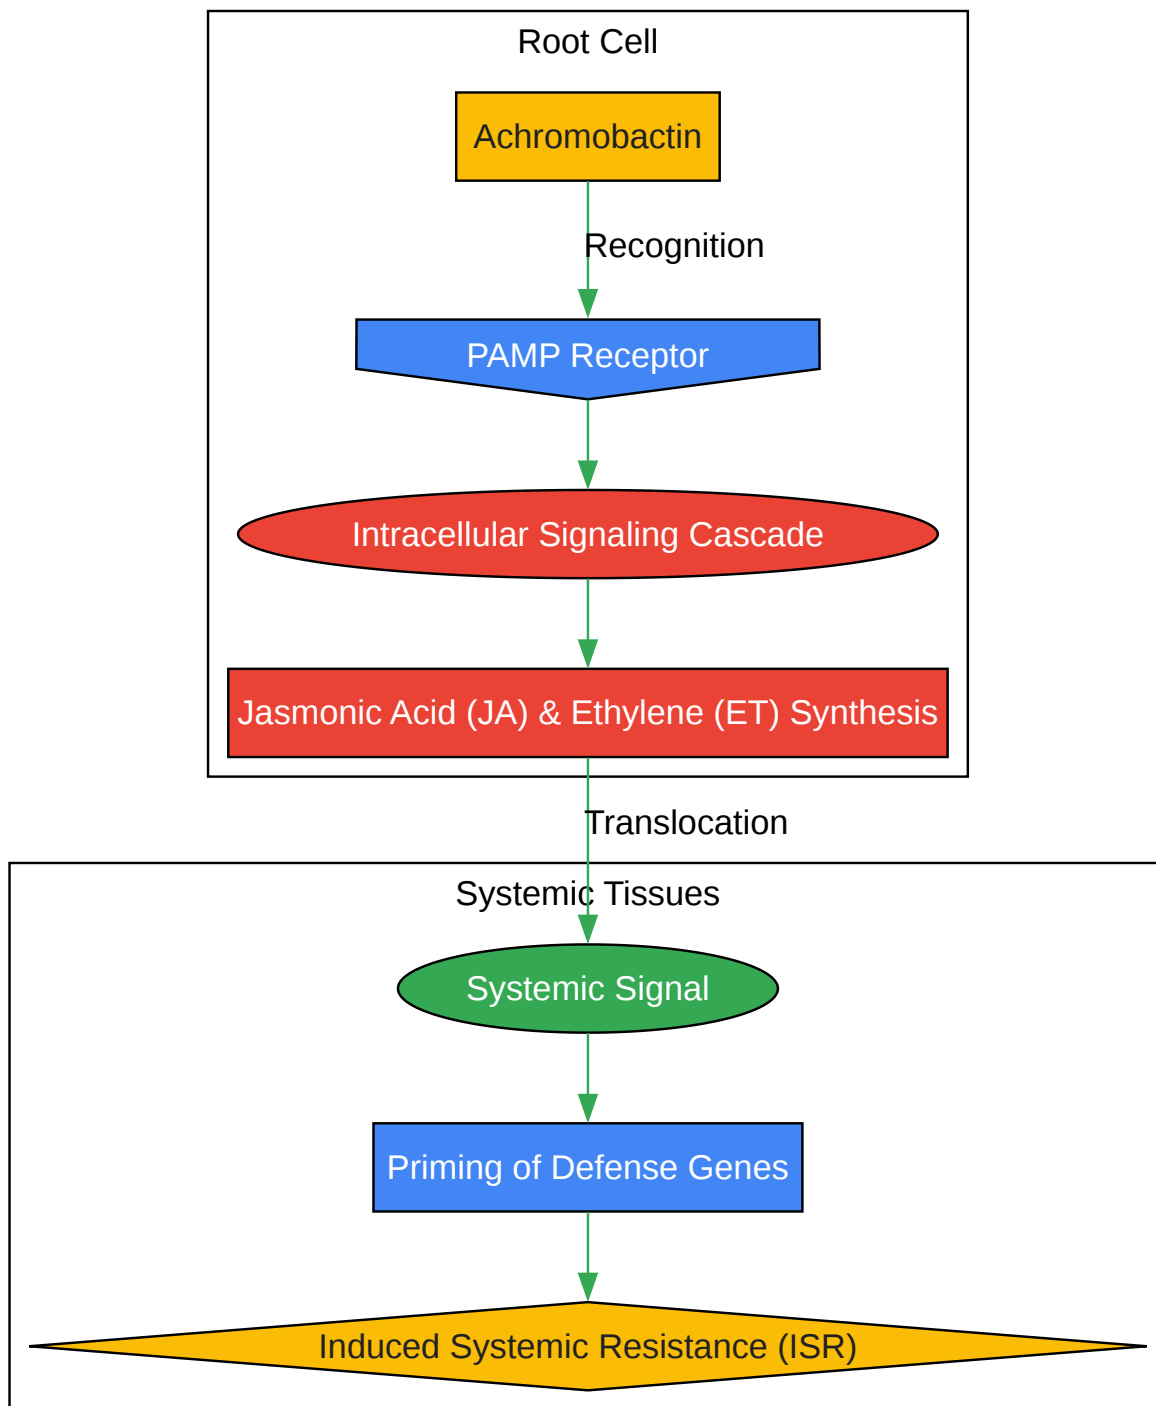 Root Cell
Achromobactin
Recognition
PAMP Receptor
Intracellular Signaling Cascade
Jasmonic Acid (JA) & Ethylene (ET) Synthesis
Translocation
Systemic Tissues
Systemic Signal
Priming of Defense Genes
Induced Systemic Resistance (ISR)